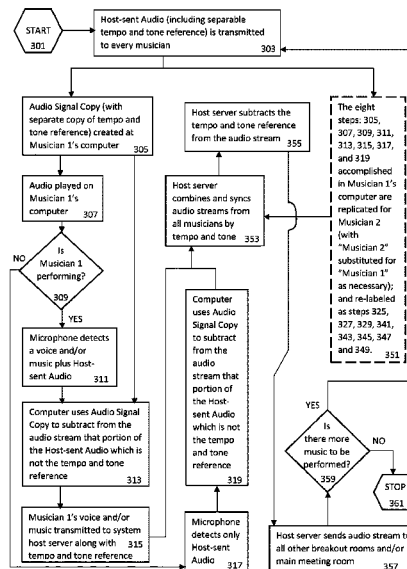 START
301
Host-sent Audio (including separable
tempo and tone reference) is transmitted
to every musician
303
Audio Signal Copy (with
separate copy of tempo and
tone reference) created at
Musician 1's computer
305
Audio played on
Musician 1's
computer
307
Is
Musician 1
performing?
309
NO
YES
Microphone detects
a voice and/or
music plus Host-
sent Audio
311
Computer uses Audio Signal
Copy to subtract from the
audio stream that portion of
the Host-sent Audio which is
not the tempo and tone
reference
313
Musician 1's voice and/or
music transmitted to system
host server along with
tempo and tone reference
315
Microphone
detects only
Host-sent
Audio
317
Computer
uses Audio
Signal Copy
to subtract
from the
audio
stream that
portion of
the Host-
sent Audio
which is not
the tempo
and tone
reference
319
Host server
combines and syncs
audio streams from
all musicians by
tempo and tone
353
Host server subtracts the
tempo and tone reference
from the audio stream
355
The eight
steps: 305,
307, 309, 311,
313, 315, 317,
and 319
accomplished
in Musician 1's
computer are
replicated for
Musician 2
(with
"Musician 2"
substituted for
"Musician 1"
as necessary);
and re-labeled
as steps 325,
327, 329, 341,
343, 345, 347
and 349.
351
Host server sends audio stream to
all other breakout rooms and/or
main meeting room
357
Is
there more
music to be
performed?
359
YES
NO
STOP
361